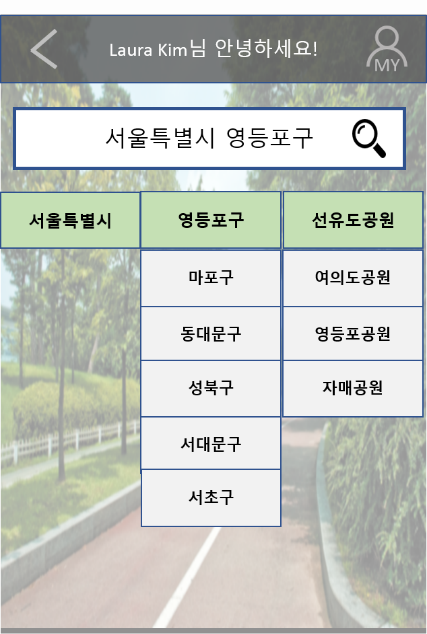 Laura Kim님 안녕하세요!
MY
서울특별시 영등포구
서울특별시 영등포구 선유도공원
마포구 여의도공원
동대문구 영등포공원
성북구 자매공원
서대문구
서초구